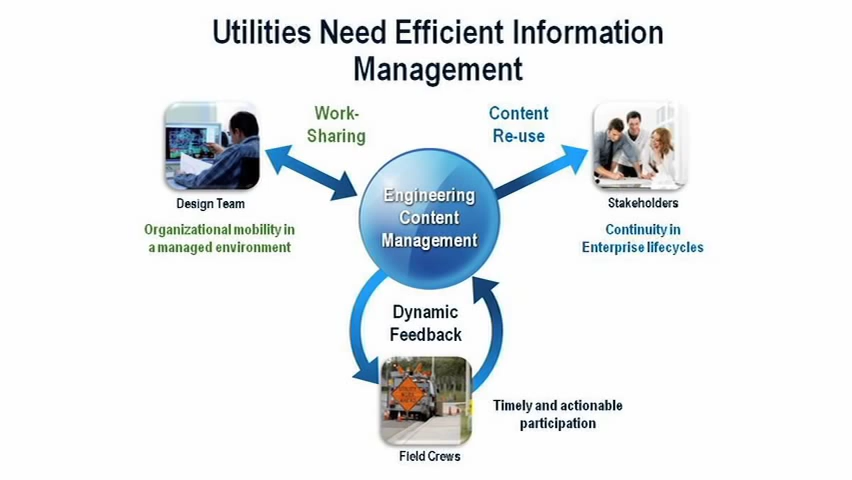 Utilities Need Efficient Information
Management
Work-
Sharing
Content
Re-use
Design Team
Organizational mobility in
a managed environment
Engineering
Content
Management
Stakeholders
Continuity in
Enterprise lifecycles
Dynamic
Feedback
Timely and actionable
participation
Field Crews